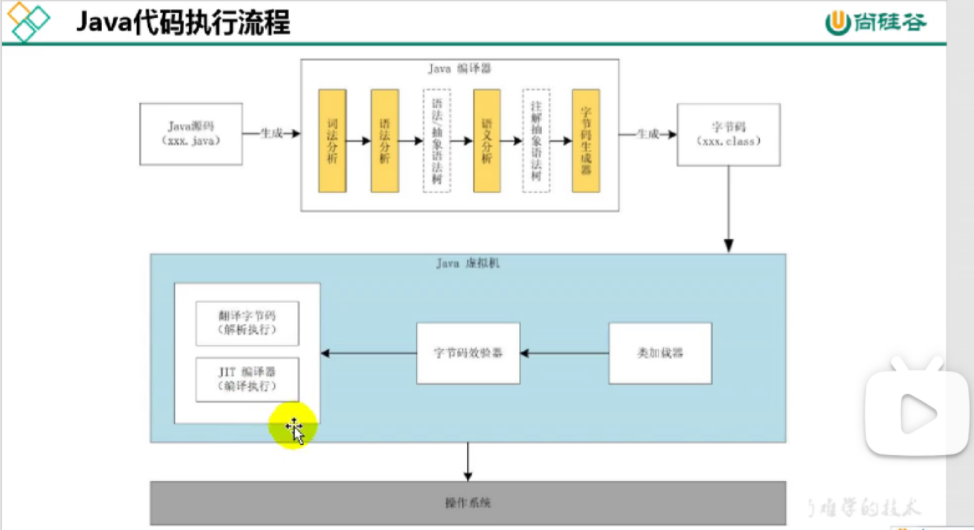 Java代码执行流程
尚硅谷
Java 编译器
Java源码
(xxx.java)
生成
词法分析
语法分析
语法/抽象语法树
语义分析
注解抽象语法树
字节码生成器
生成
字节码
(xxx.class)
Java 虚拟机
翻译字节码
(解析执行)
JIT 编译器
(编译执行)
字节码效验器
类加载器
操作系统
难学的技术